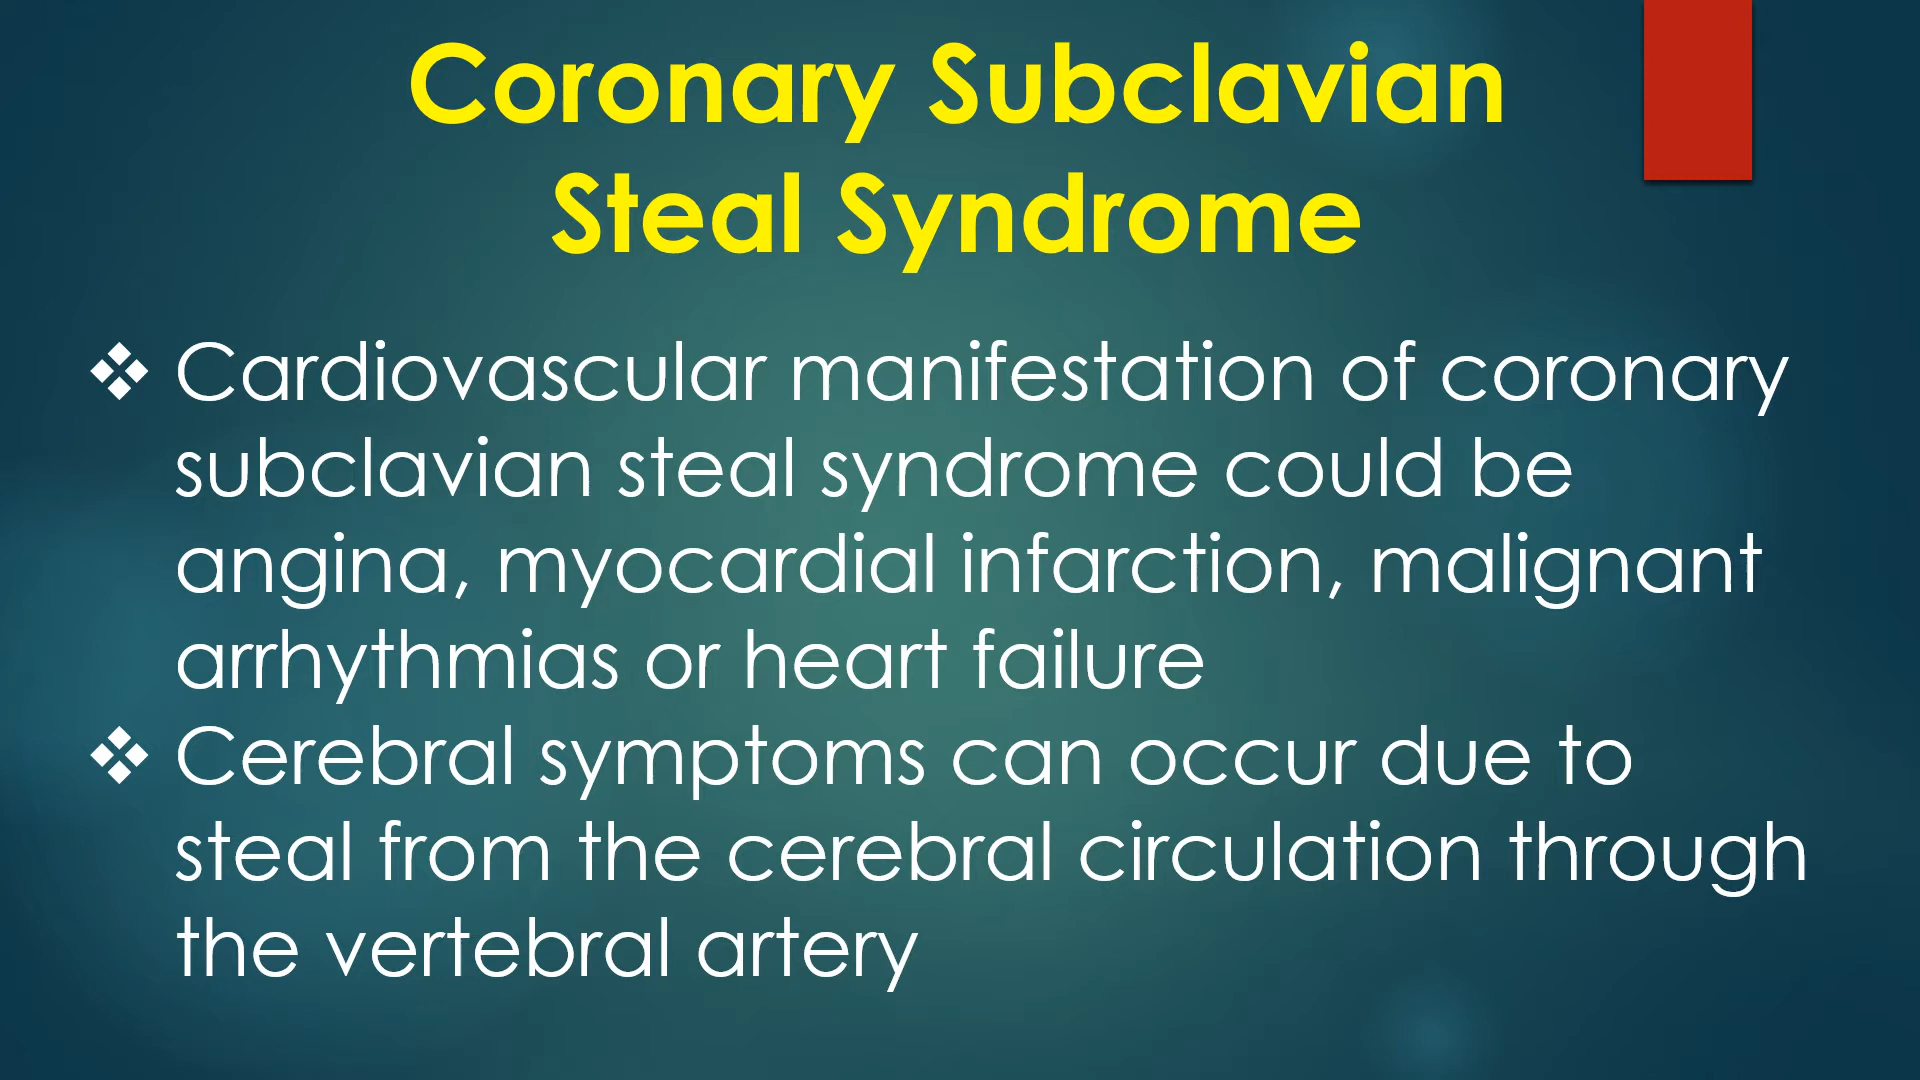 Coronary Subclavian
Steal Syndrome
❖ Cardiovascular manifestation of coronary
subclavian steal syndrome could be
angina, myocardial infarction, malignant
arrhythmias or heart failure
❖ Cerebral symptoms can occur due to
steal from the cerebral circulation through
the vertebral artery